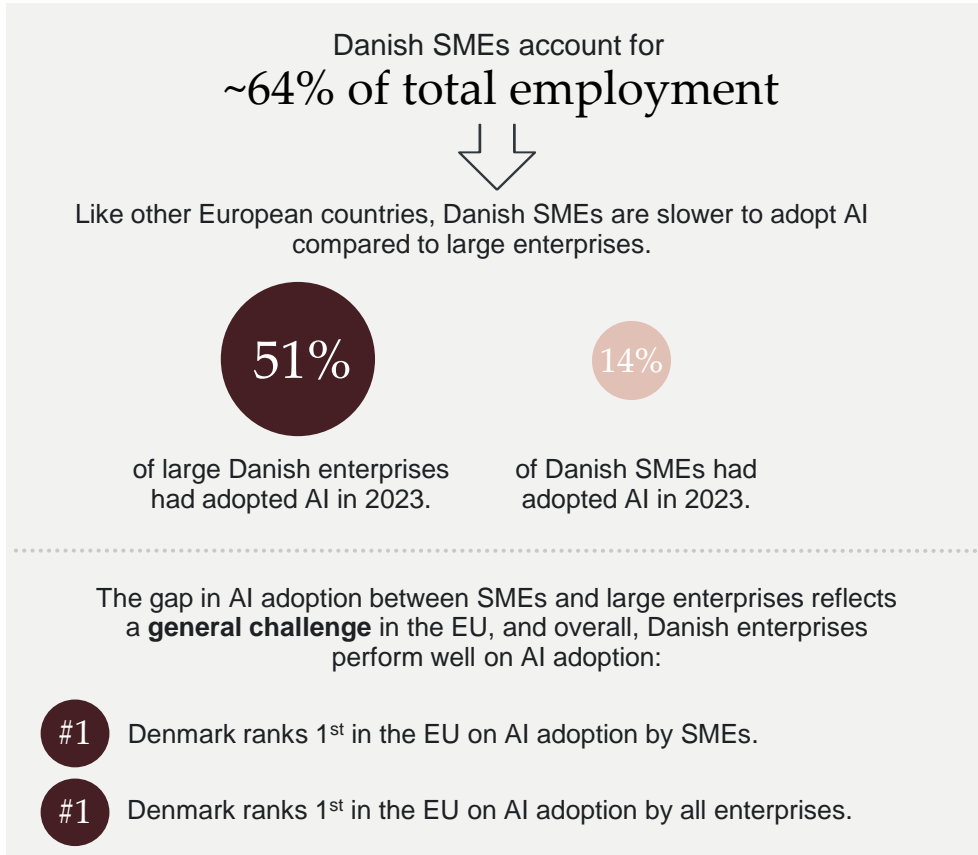 Danish SMEs account for
~64% of total employment
Like other European countries, Danish SMEs are slower to adopt AI
compared to large enterprises.
51%
14%
of large Danish enterprises
had adopted AI in 2023.
of Danish SMEs had
adopted AI in 2023.
The gap in AI adoption between SMEs and large enterprises reflects
a general challenge in the EU, and overall, Danish enterprises
perform well on AI adoption:
#1
Denmark ranks 1st in the EU on AI adoption by SMEs.
#1
Denmark ranks 1st in the EU on AI adoption by all enterprises.